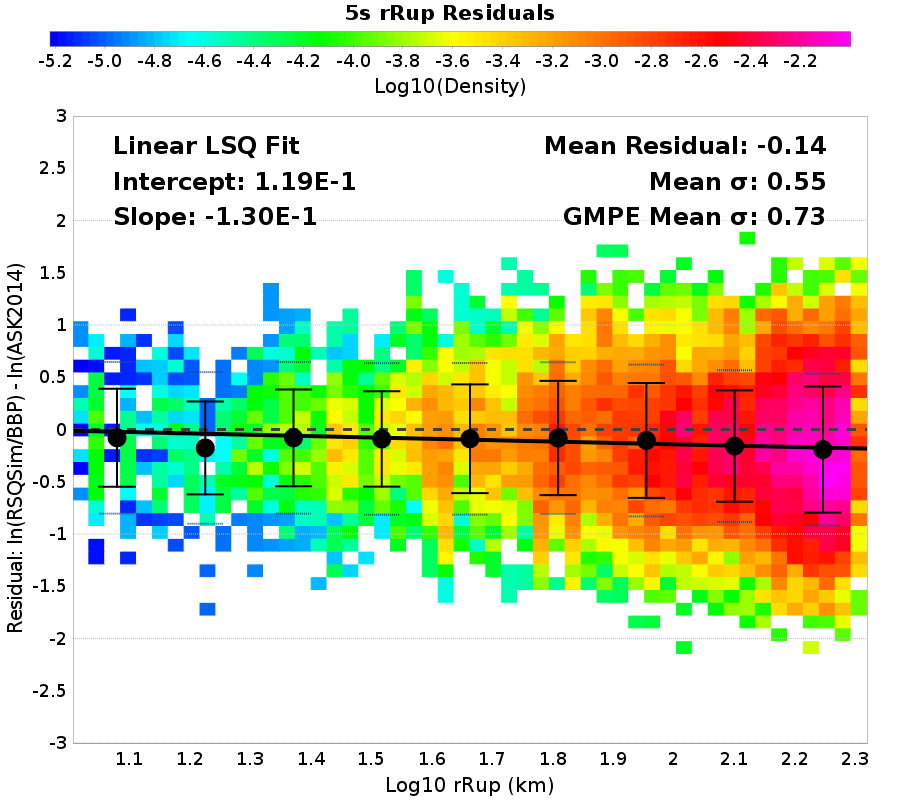 5s rRup Residuals
-5.2 -5.0 -4.8 -4.6 -4.4 -4.2 -4.0 -3.8 -3.6 -3.4 -3.2 -3.0 -2.8 -2.6 -2.4 -2.2
Log10(Density)
Linear LSQ Fit
Intercept: 1.19E-1
Slope: -1.30E-1
Mean Residual: -0.14
Mean σ: 0.55
GMPE Mean σ: 0.73
Residual: ln(RSQSim/BBP) - ln(ASK2014)
3
2.5
2
1.5
1
0.5
0
-0.5
-1
-1.5
-2
-2.5
-3
1.1 1.2 1.3 1.4 1.5 1.6 1.7 1.8 1.9 2 2.1 2.2 2.3
Log10 rRup (km)